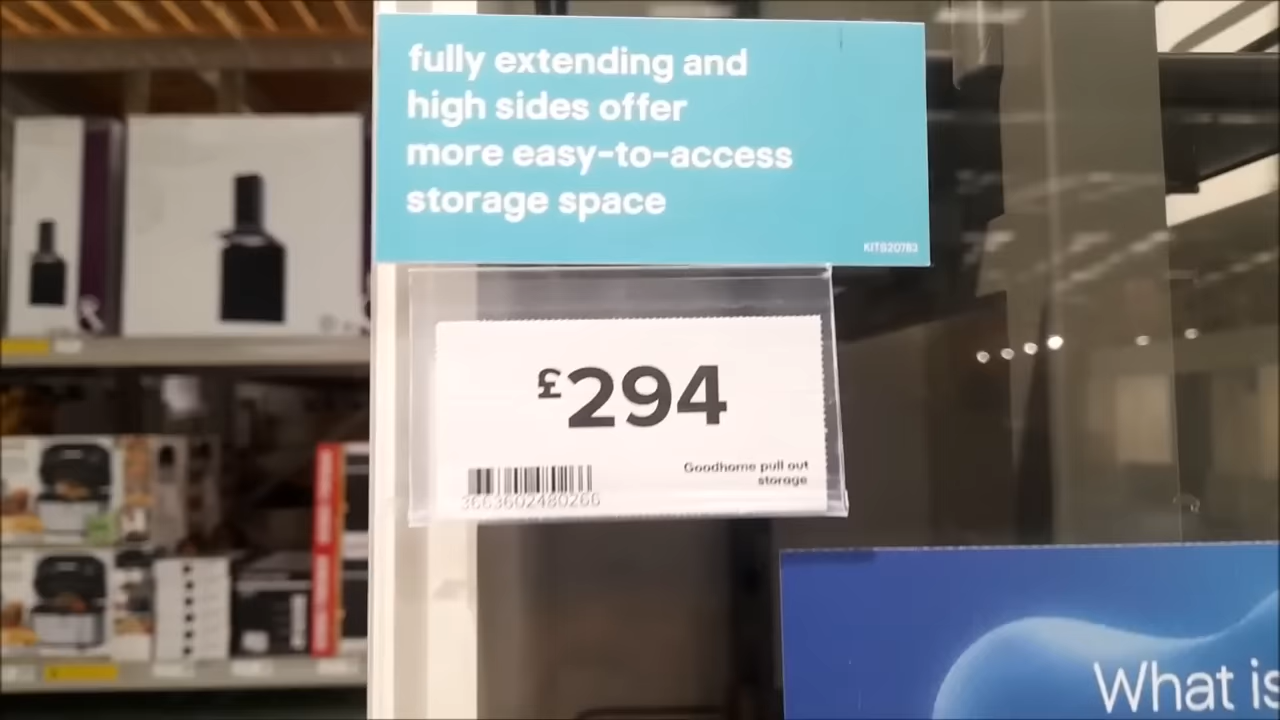 fully extending and
high sides offer
more easy-to-access
storage space
KITS20783
£294
Goodhome pull out
storage
3663602480266
What is